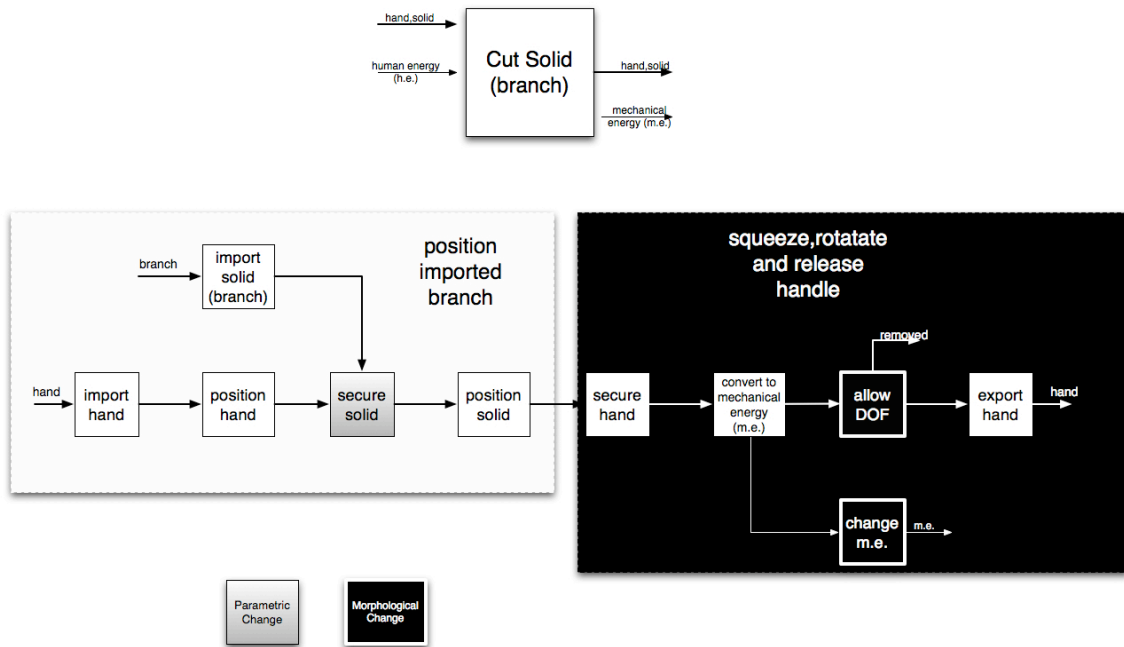 hand,solid
human energy
(h.e.)
Cut Solid
(branch)
hand,solid
mechanical
energy (m.e.)
position
imported
branch
branch
import
solid
(branch)
hand
import
hand
position
hand
secure
solid
position
solid
squeeze,rotatate
and release
handle
removed
secure
hand
convert to
mechanical
energy
(m.e.)
allow
DOF
export
hand
hand
change
m.e.
m.e.
Parametric
Change
Morphological
Change